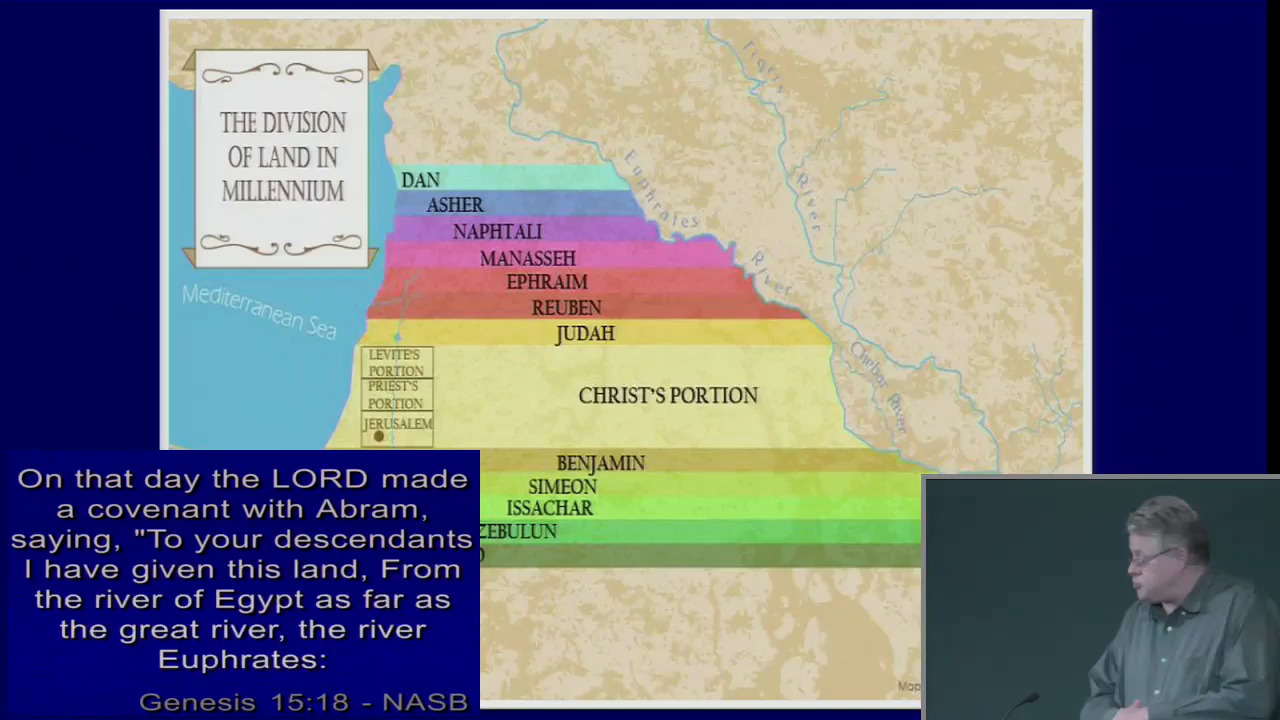 THE DIVISION
OF LAND IN
MILLENNIUM
Tigris
River
Euphrates
River
Chebar River
Mediterranean Sea
DAN
ASHER
NAPHTALI
MANASSEH
EPHRAIM
REUBEN
JUDAH
LEVITE'S
PORTION
PRIEST'S
PORTION
JERUSALEM
CHRIST'S PORTION
BENJAMIN
SIMEON
ISSACHAR
ZEBULUN
On that day the LORD made
a covenant with Abram,
saying, "To your descendants
I have given this land, From
the river of Egypt as far as
the great river, the river
Euphrates:
Genesis 15:18 - NASB
Map